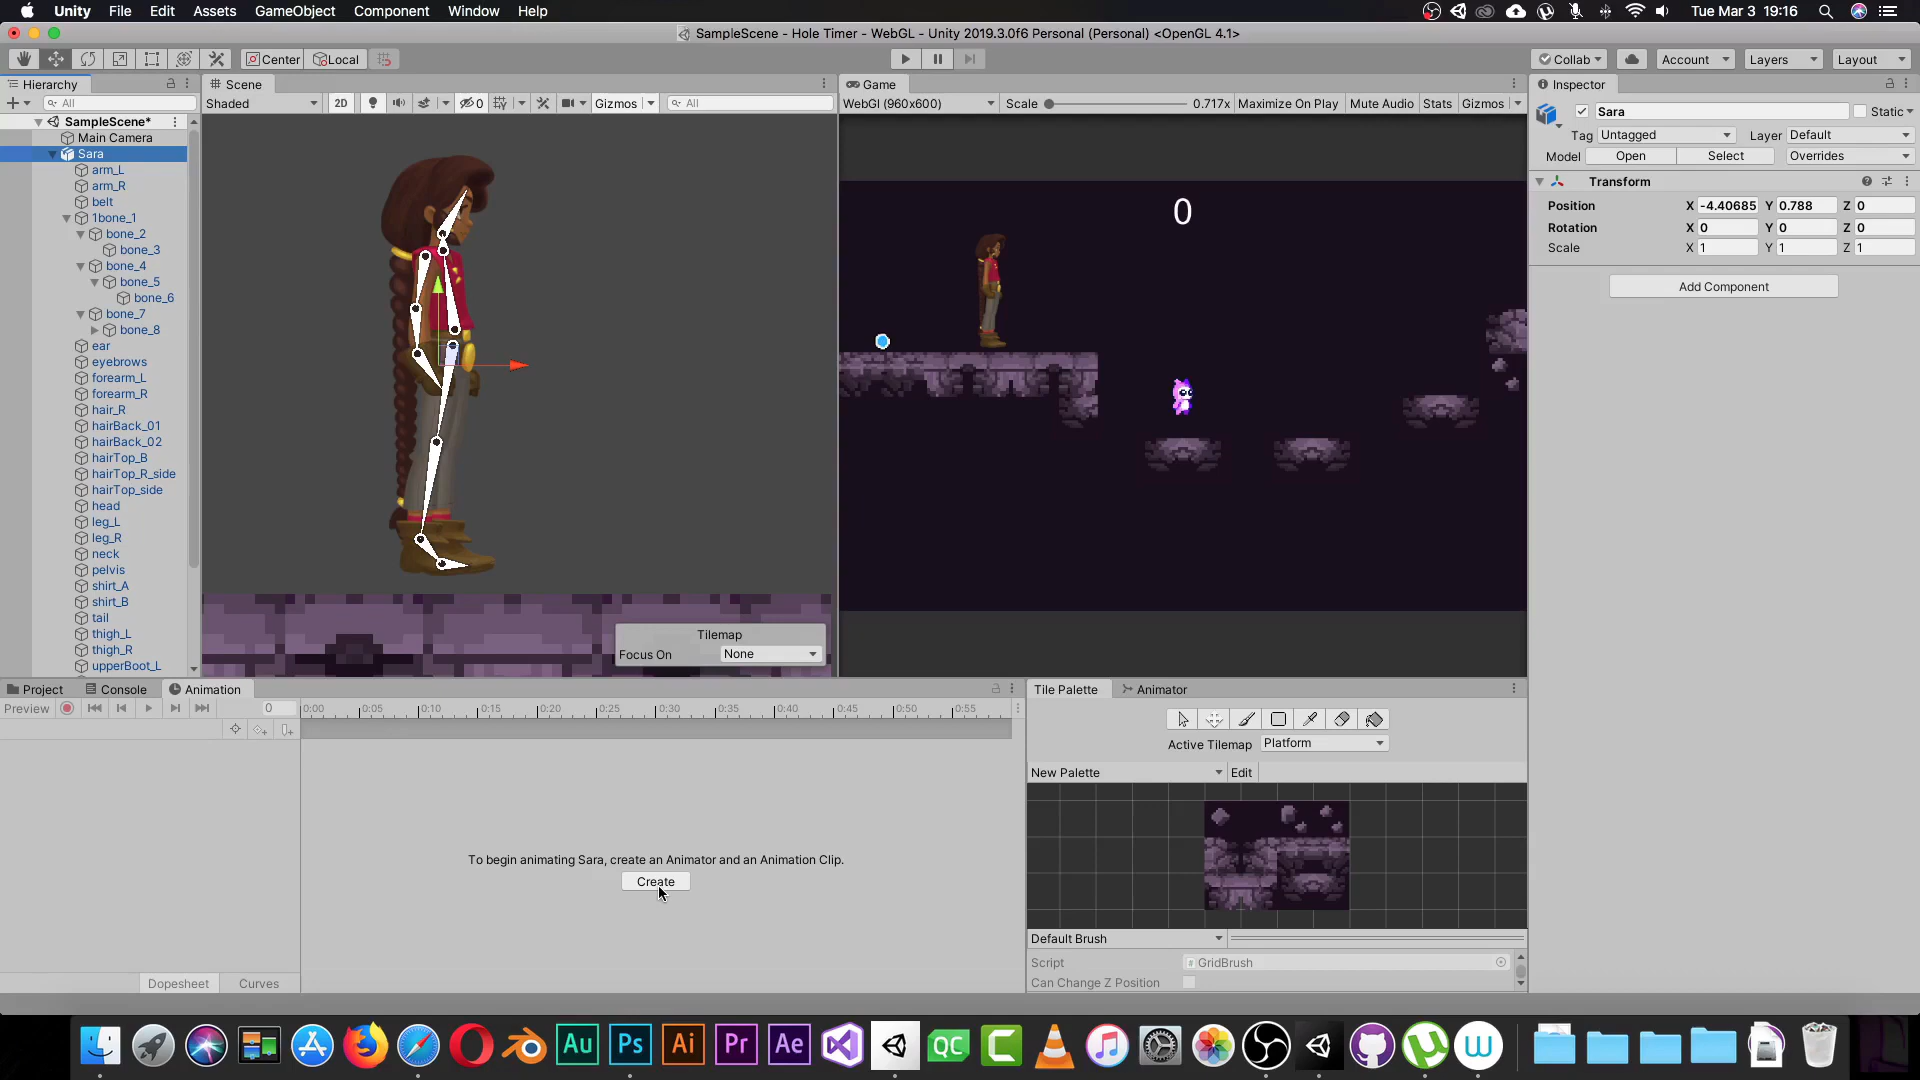 Unity File Edit Assets GameObject Component Window Help
Tue Mar 3 19:16
SampleScene - Hole Timer - WebGL - Unity 2019.3.0f6 Personal (Personal) <OpenGL 4.1>
Center Local
Collab Account Layers Layout
Hierarchy
All
SampleScene*
Main Camera
Sara
arm_L
arm_R
belt
1bone_1
bone_2
bone_3
bone_4
bone_5
bone_6
bone_7
bone_8
ear
eyebrows
forearm_L
forearm_R
hair_R
hairBack_01
hairBack_02
hairTop_B
hairTop_R_side
hairTop_side
head
leg_L
leg_R
neck
pelvis
shirt_A
shirt_B
tail
thigh_L
thigh_R
upperBoot_L
Scene
Shaded 2D 0 Gizmos All
Tilemap
Focus On None
Game
WebGl (960x600) Scale 0.717x Maximize On Play Mute Audio Stats Gizmos
0
Inspector
Sara Static
Tag Untagged Layer Default
Model Open Select Overrides
Transform
Position X -4.40685 Y 0.788 Z 0
Rotation X 0 Y 0 Z 0
Scale X 1 Y 1 Z 1
Add Component
Project Console Animation
Preview 0
0:00 0:05 0:10 0:15 0:20 0:25 0:30 0:35 0:40 0:45 0:50 0:55
To begin animating Sara, create an Animator and an Animation Clip.
Create
Dopesheet Curves
Tile Palette Animator
Active Tilemap Platform
New Palette Edit
Default Brush
Script GridBrush
Can Change Z Position
Au Ps Ai Pr Ae QC C W